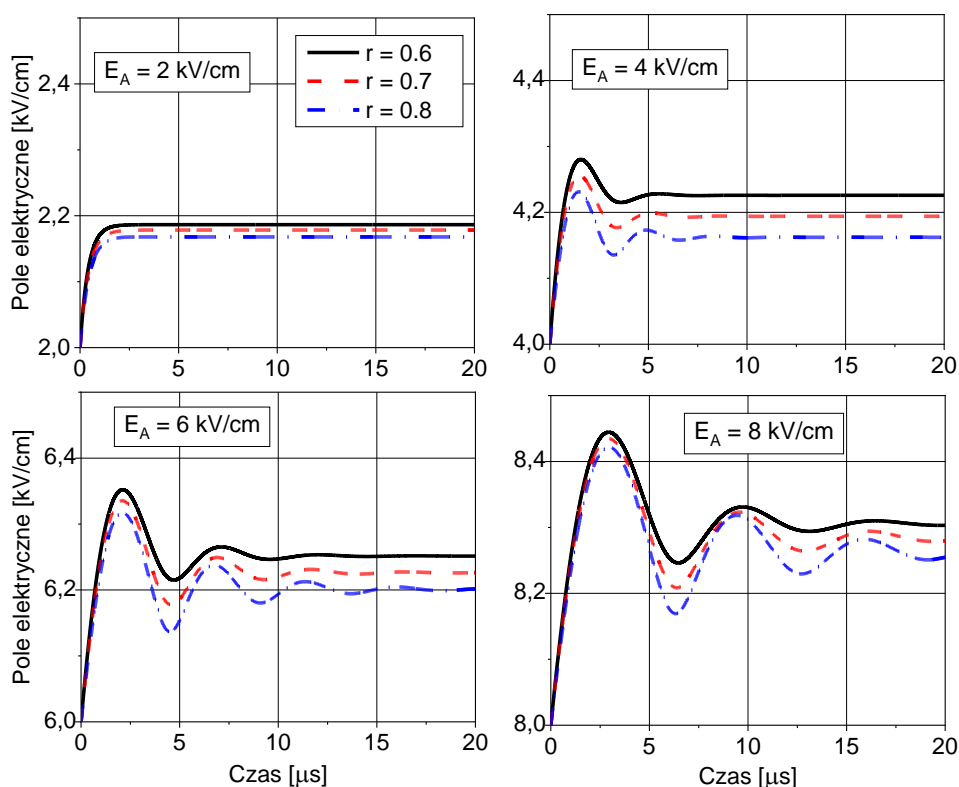 E_A = 2 kV/cm
r = 0.6
r = 0.7
r = 0.8
Pole elektryczne [kV/cm]
2,4
2,2
2,0
0 5 10 15 20
E_A = 4 kV/cm
4,4
4,2
4,0
0 5 10 15 20
E_A = 6 kV/cm
Pole elektryczne [kV/cm]
6,4
6,2
6,0
0 5 10 15 20
Czas [μs]
E_A = 8 kV/cm
8,4
8,2
8,0
0 5 10 15 20
Czas [μs]